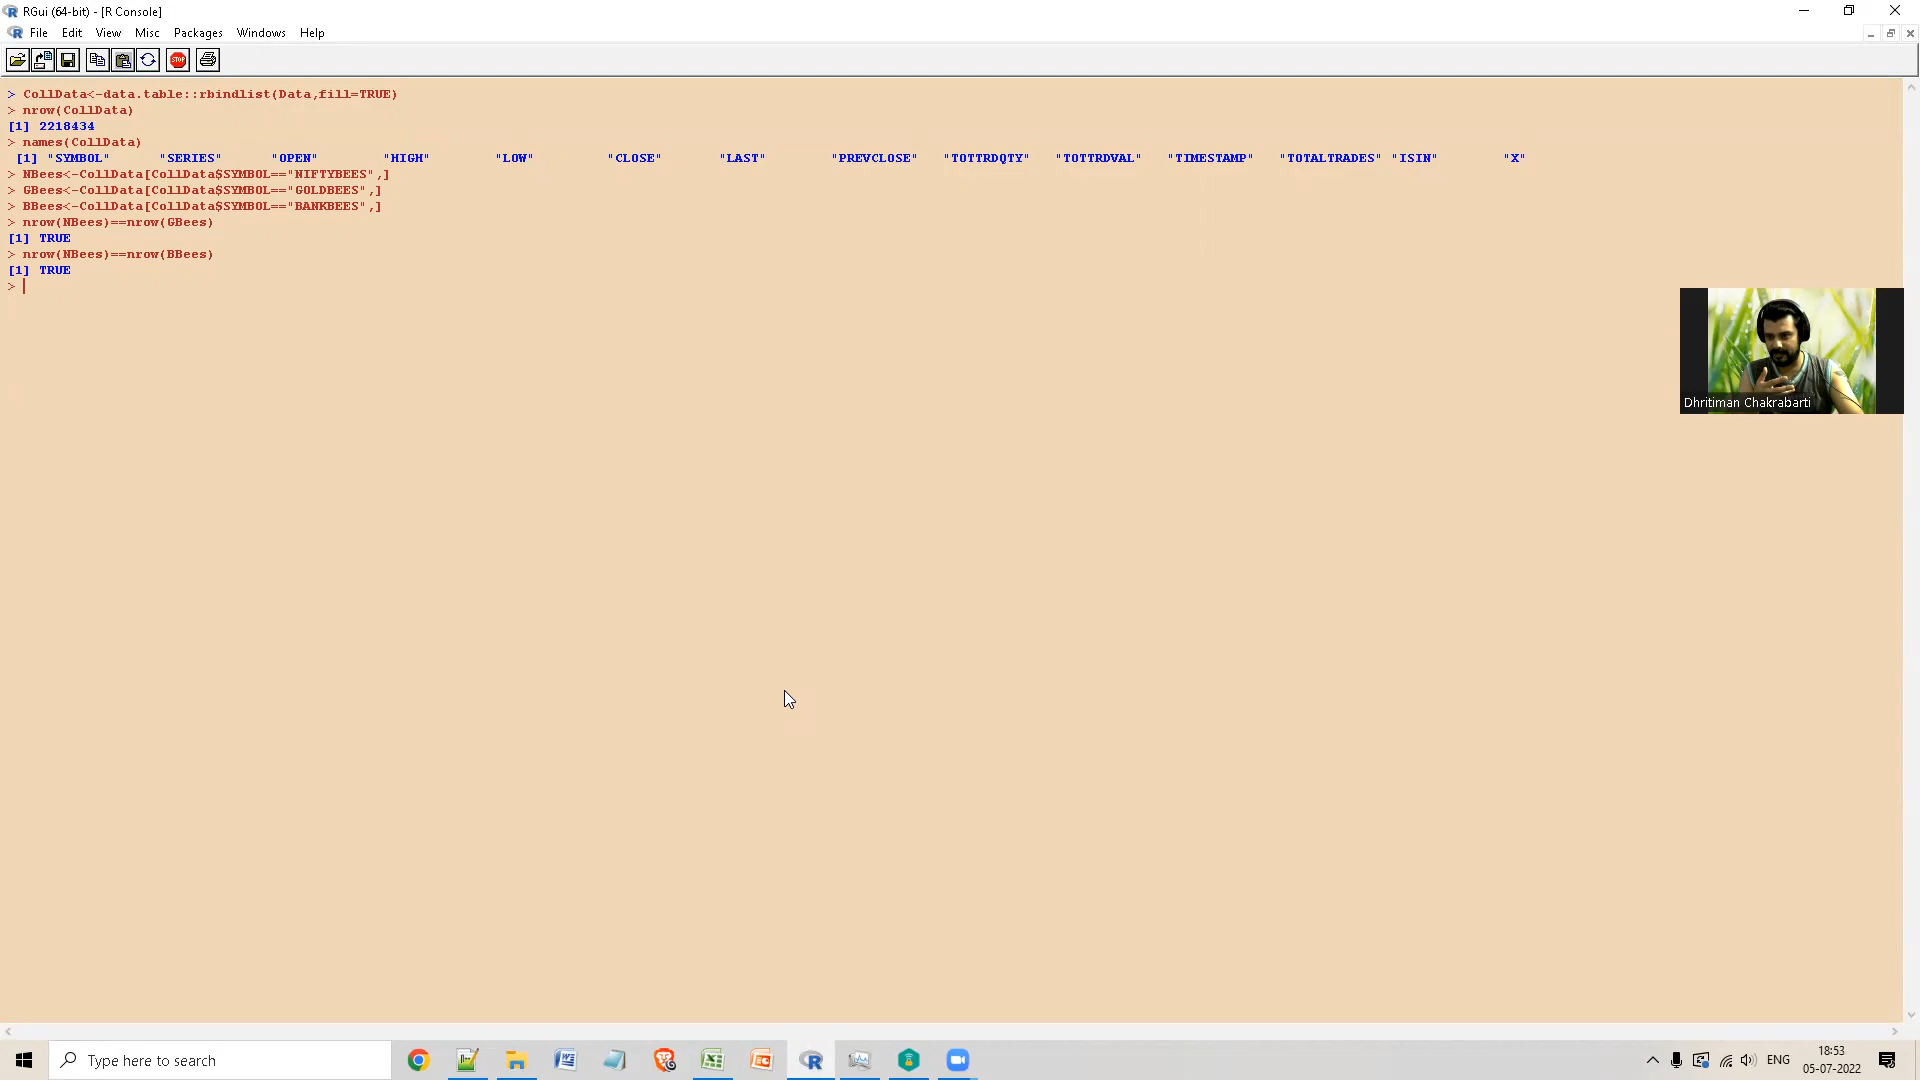 RGui (64-bit) - [R Console]
File Edit View Misc Packages Windows Help
STOP
> CollData<-data.table::rbindlist(Data,fill=TRUE)
> nrow(CollData)
[1] 2218434
> names(CollData)
[1] "SYMBOL" "SERIES" "OPEN" "HIGH" "LOW" "CLOSE" "LAST" "PREVCLOSE" "TOTTRDQTY" "TOTTRDVAL" "TIMESTAMP" "TOTALTRADES" "ISIN" "X"
> NBees<-CollData[CollData$SYMBOL=="NIFTYBEES",]
> GBees<-CollData[CollData$SYMBOL=="GOLDBEES",]
> BBees<-CollData[CollData$SYMBOL=="BANKBEES",]
> nrow(NBees)==nrow(GBees)
[1] TRUE
> nrow(NBees)==nrow(BBees)
[1] TRUE
>
Dhritiman Chakrabarti
Type here to search
ENG
18:53
05-07-2022